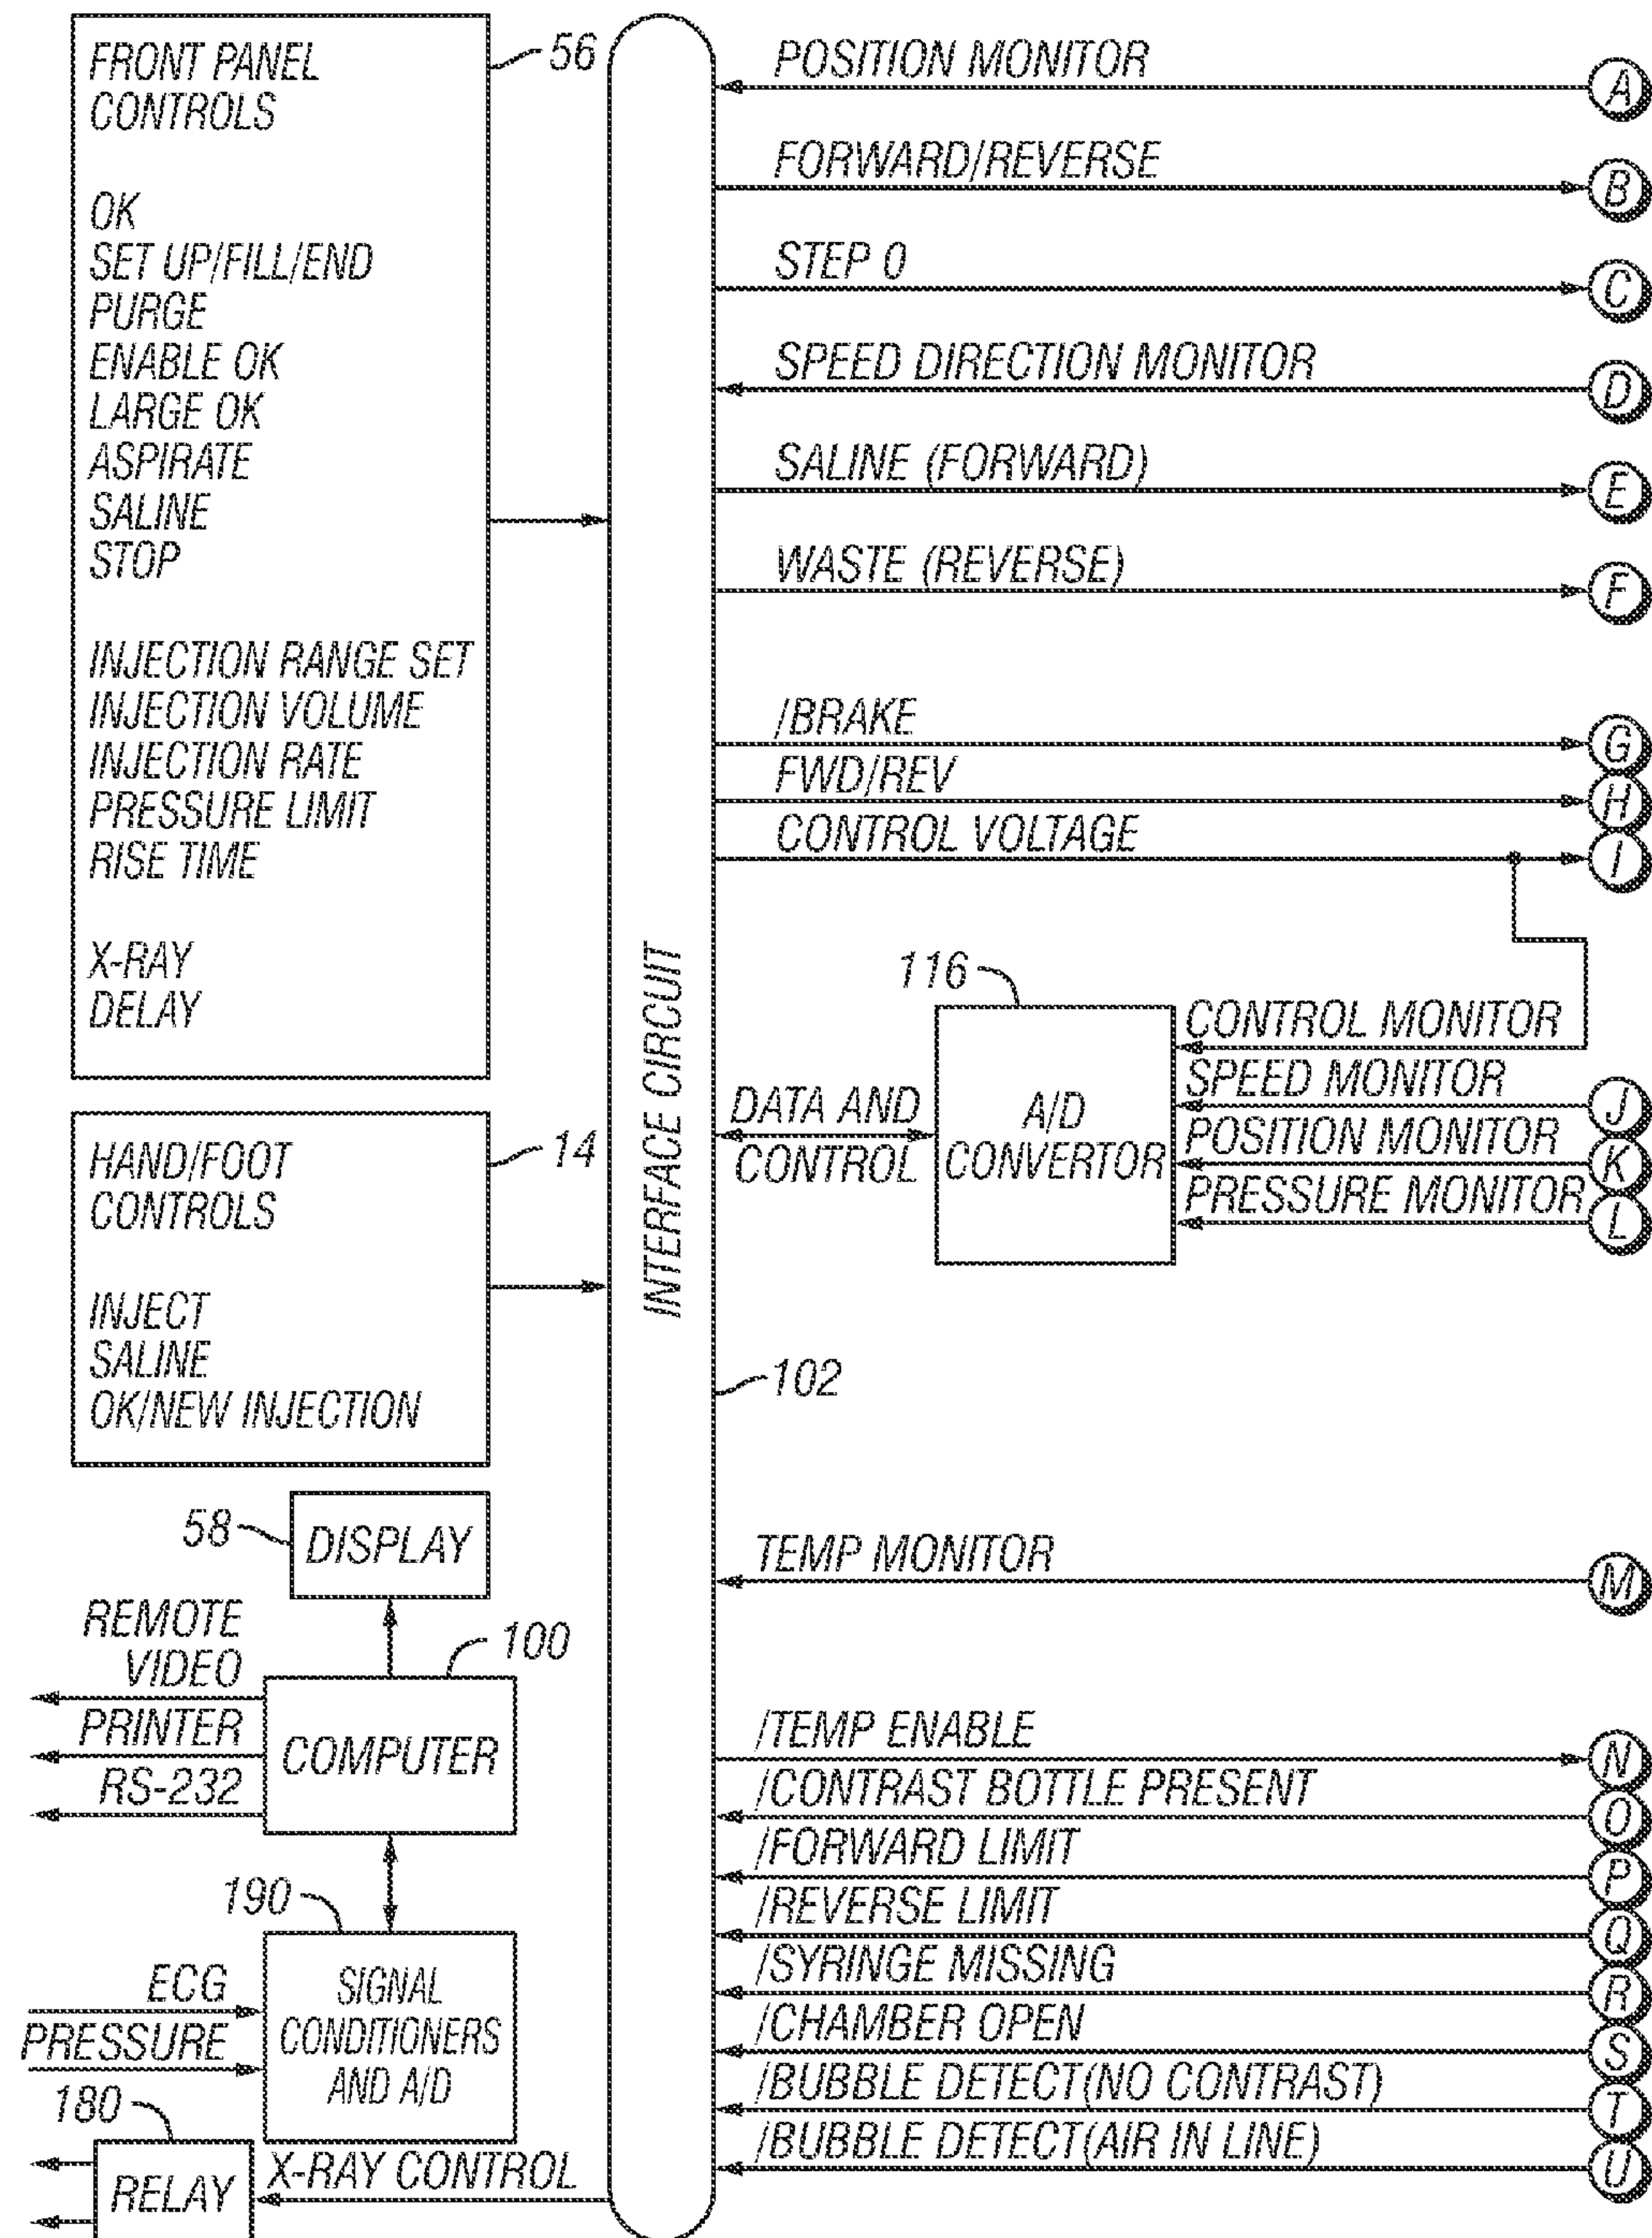 FRONT PANEL
CONTROLS
OK
SET UP/FILL/END
PURGE
ENABLE OK
LARGE OK
ASPIRATE
SALINE
STOP
INJECTION RANGE SET
INJECTION VOLUME
INJECTION RATE
PRESSURE LIMIT
RISE TIME
X-RAY
DELAY
56
HAND/FOOT
CONTROLS
INJECT
SALINE
OK/NEW INJECTION
14
58
DISPLAY
REMOTE
VIDEO
PRINTER
RS-232
100
COMPUTER
190
ECG
PRESSURE
SIGNAL
CONDITIONERS
AND A/D
180
RELAY
X-RAY CONTROL
INTERFACE CIRCUIT
102
POSITION MONITOR
A
FORWARD/REVERSE
B
STEP 0
C
SPEED DIRECTION MONITOR
D
SALINE (FORWARD)
E
WASTE (REVERSE)
F
/BRAKE
G
FWD/REV
H
CONTROL VOLTAGE
I
116
DATA AND
CONTROL
A/D
CONVERTOR
CONTROL MONITOR
SPEED MONITOR
J
POSITION MONITOR
K
PRESSURE MONITOR
L
TEMP MONITOR
M
/TEMP ENABLE
N
/CONTRAST BOTTLE PRESENT
O
/FORWARD LIMIT
P
/REVERSE LIMIT
Q
/SYRINGE MISSING
R
/CHAMBER OPEN
S
/BUBBLE DETECT(NO CONTRAST)
T
/BUBBLE DETECT(AIR IN LINE)
U